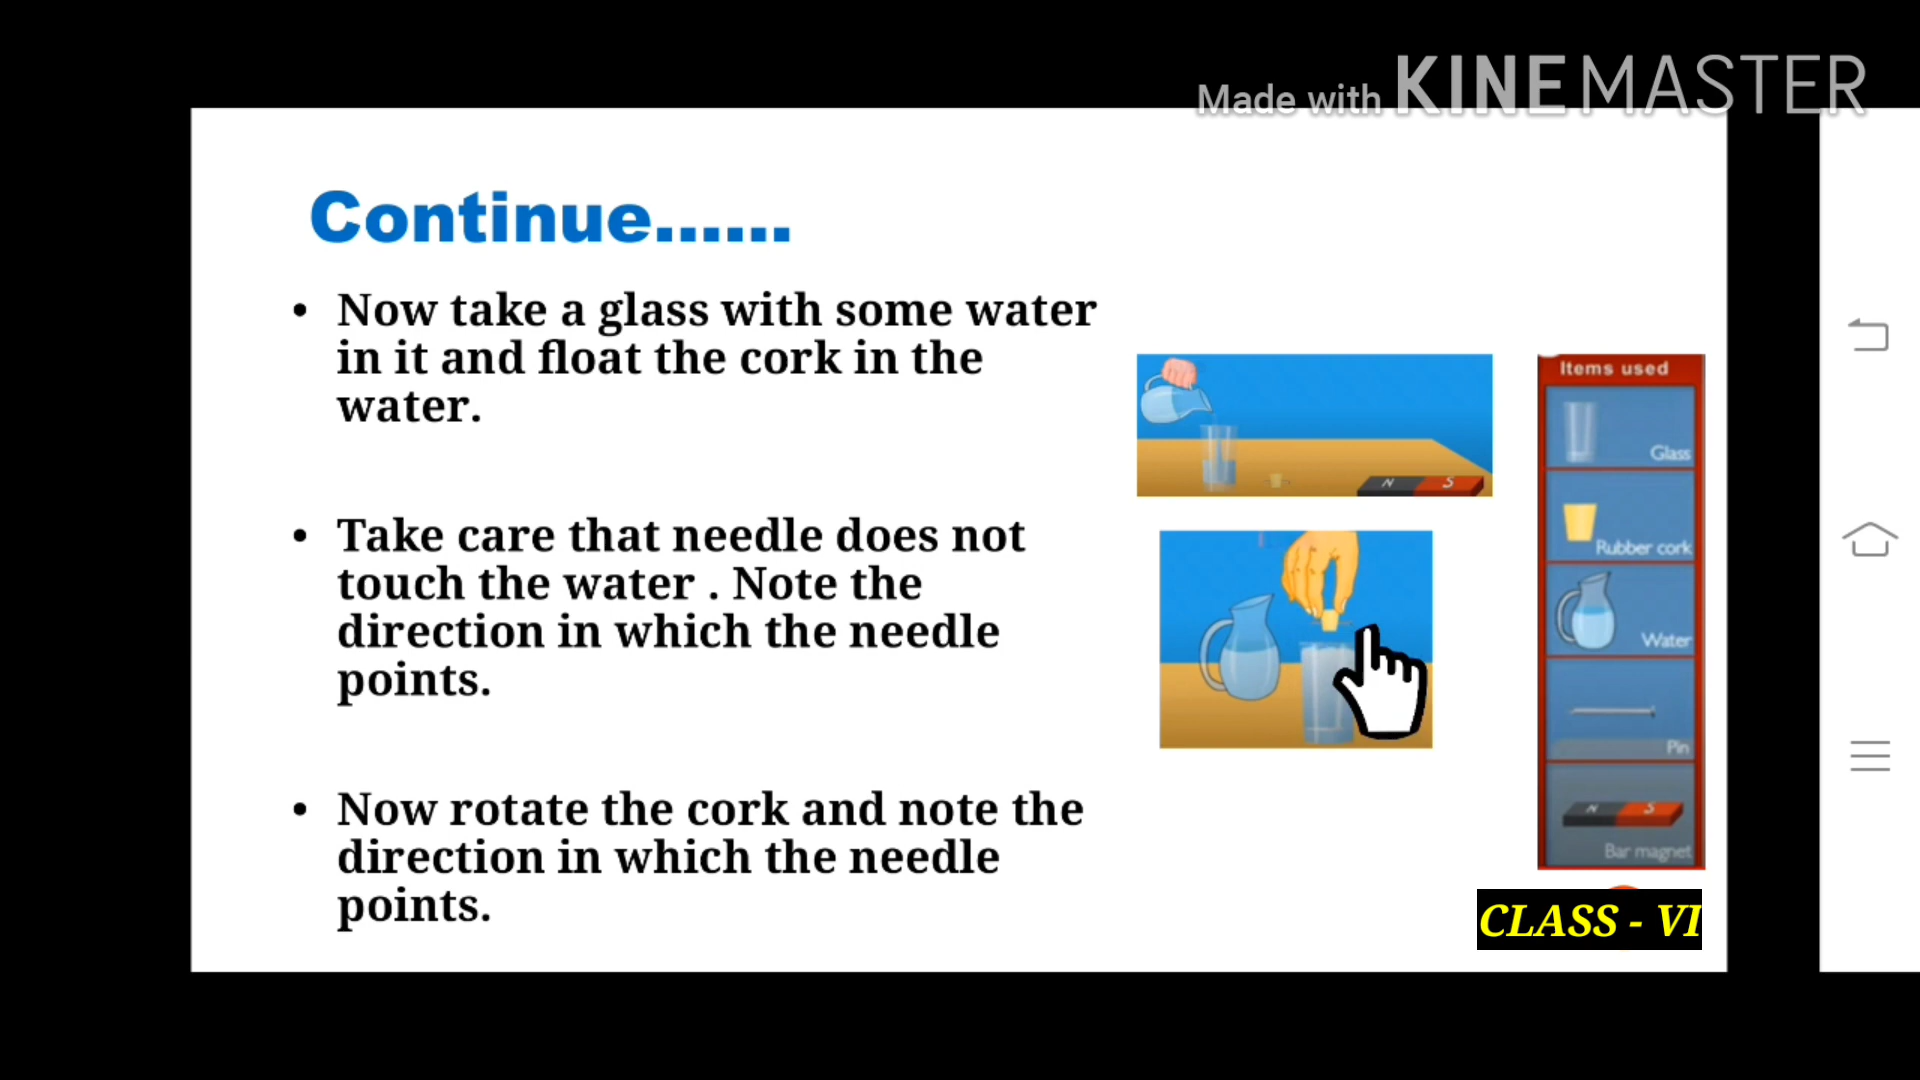 Made with KINEMASTER
Continue......
• Now take a glass with some water
in it and float the cork in the
water.
• Take care that needle does not
touch the water . Note the
direction in which the needle
points.
• Now rotate the cork and note the
direction in which the needle
points.
N S
Items used
Glass
Rubber cork
Water
Pin
N S
Bar magnet
CLASS - VI